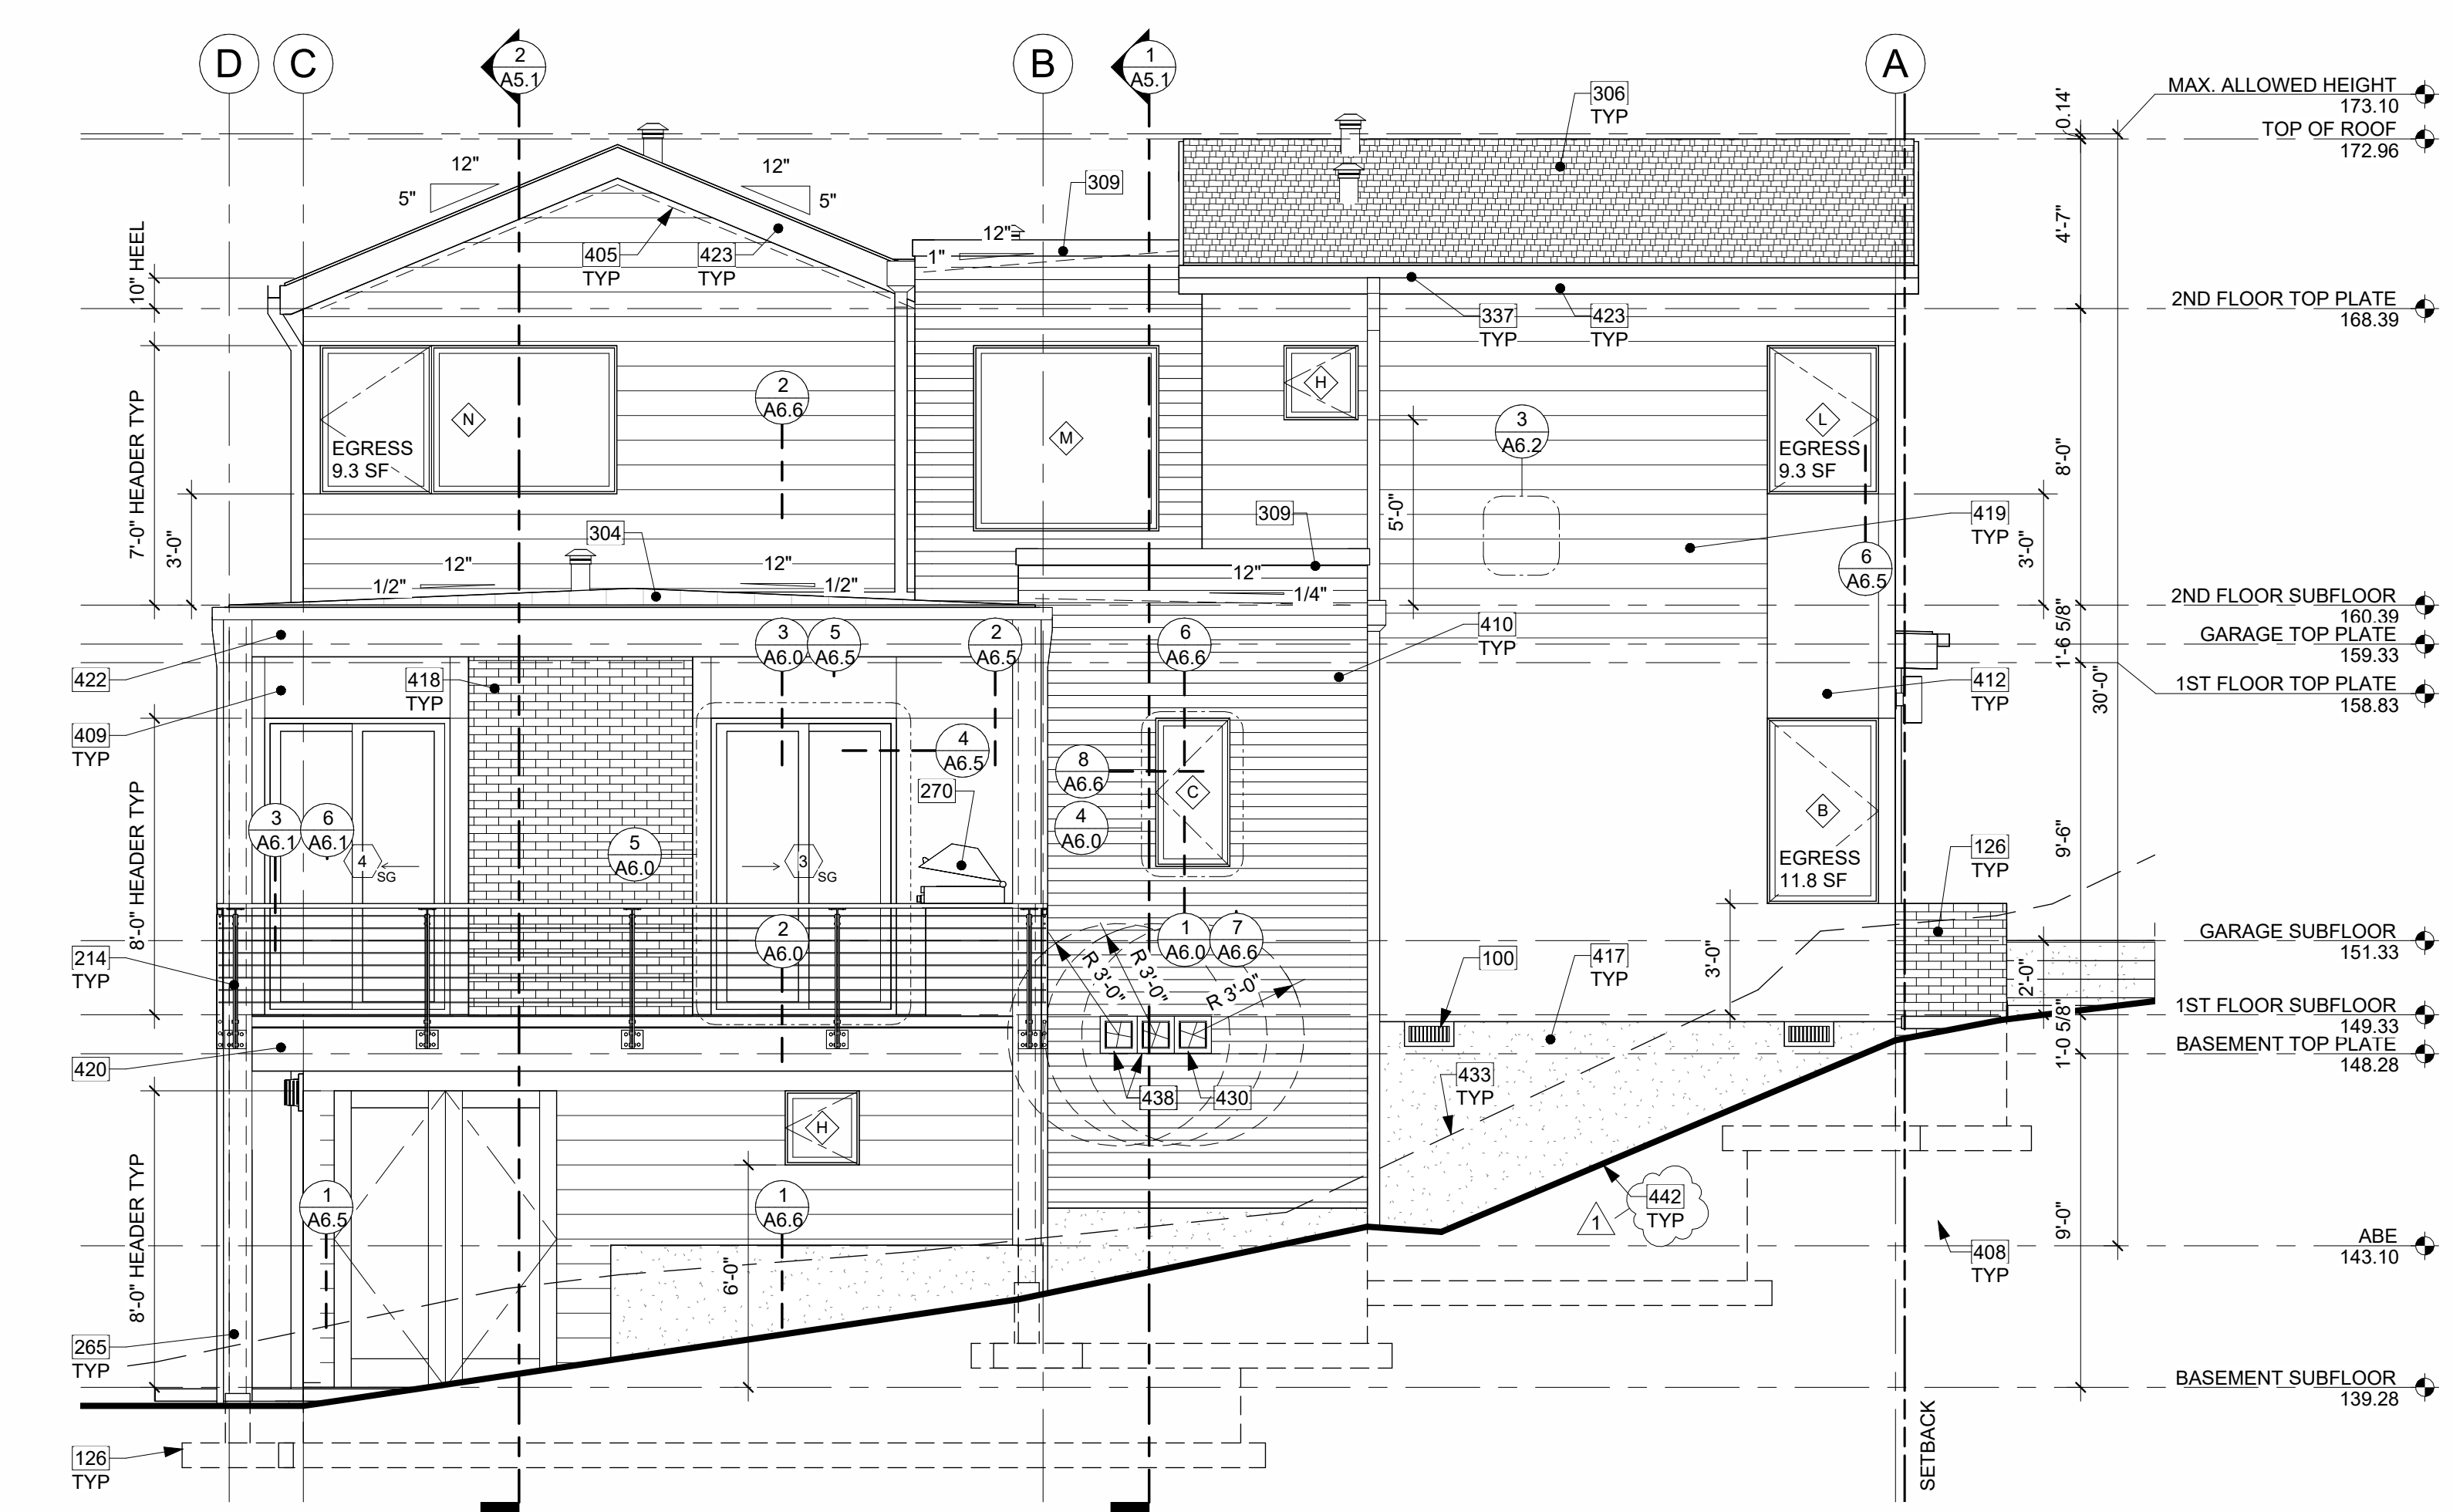 D
C
2
A5.1
B
1
A5.1
A
306
TYP
0.14'
MAX. ALLOWED HEIGHT
173.10
TOP OF ROOF
172.96
12"
5"
12"
5"
309
12"
1"
405
TYP
423
TYP
4'-7"
10" HEEL
337
TYP
423
TYP
2ND FLOOR TOP PLATE
168.39
7'-0" HEADER TYP
3'-0"
N
EGRESS
9.3 SF
2
A6.6
M
H
3
A6.2
L
EGRESS
9.3 SF
8'-0"
5'-0"
309
419
TYP
3'-0"
304
12"
12"
1/2"
1/2"
12"
1/4"
6
A6.5
2ND FLOOR SUBFLOOR
160.39
GARAGE TOP PLATE
159.33
1'-6 5/8"
1ST FLOOR TOP PLATE
158.83
30'-0"
422
409
TYP
418
TYP
3
A6.0
5
A6.5
2
A6.5
6
A6.6
410
TYP
412
TYP
4
A6.5
270
8
A6.6
C
4
A6.0
B
EGRESS
11.8 SF
126
TYP
9'-6"
8'-0" HEADER TYP
3
A6.1
6
A6.1
4
SG
5
A6.0
3
SG
214
TYP
2
A6.0
1
A6.0
7
A6.6
R 3'-0"
R 3'-0"
R 3'-0"
100
417
TYP
3'-0"
2'-0"
GARAGE SUBFLOOR
151.33
1ST FLOOR SUBFLOOR
149.33
1'-0 5/8"
BASEMENT TOP PLATE
148.28
420
438
430
433
TYP
H
8'-0" HEADER TYP
1
A6.5
1
A6.6
6'-0"
442
TYP
1
408
TYP
9'-0"
ABE
143.10
265
TYP
BASEMENT SUBFLOOR
139.28
126
TYP
SETBACK